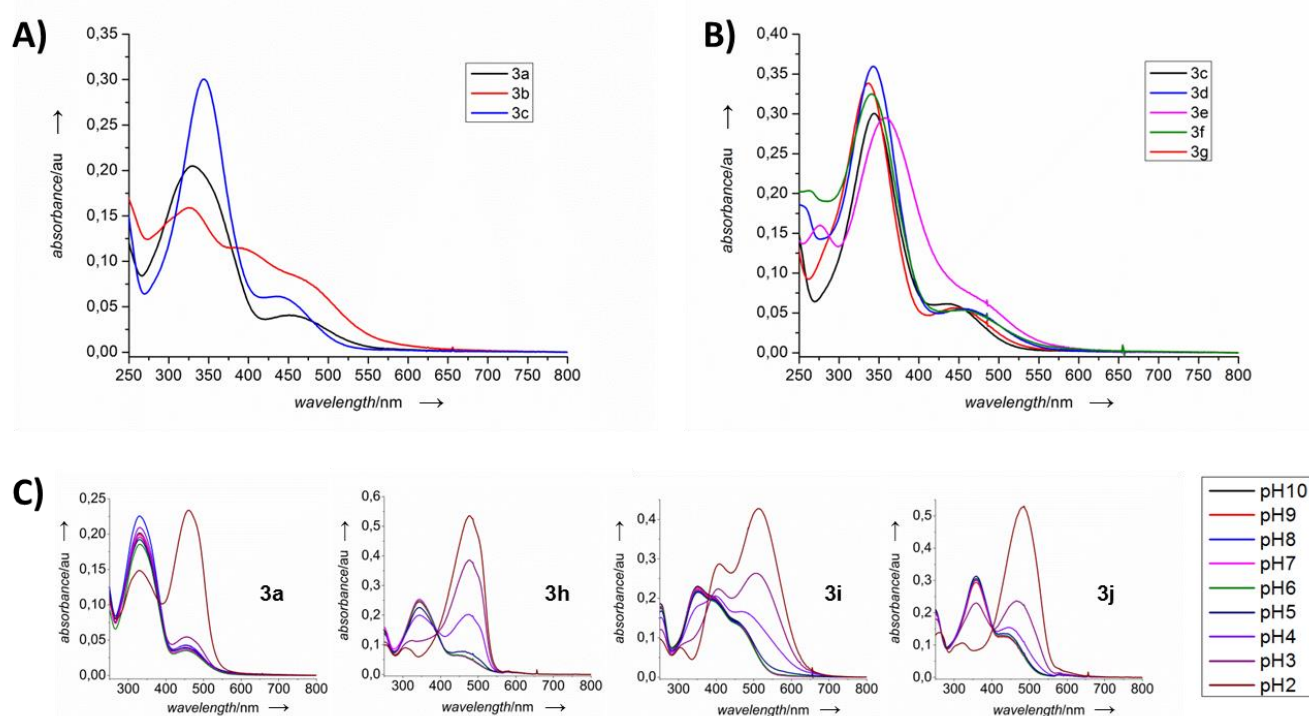 A)
0,35
0,30
0,25
0,20
0,15
0,10
0,05
0,00
absorbance/au →
250 300 350 400 450 500 550 600 650 700 750 800
wavelength/nm →
3a
3b
3c
B)
0,40
0,35
0,30
0,25
0,20
0,15
0,10
0,05
0,00
absorbance/au →
250 300 350 400 450 500 550 600 650 700 750 800
wavelength/nm →
3c
3d
3e
3f
3g
C)
0,25
0,20
0,15
0,10
0,05
0,00
absorbance/au →
300 400 500 600 700 800
wavelength/nm →
3a
0,6
0,5
0,4
0,3
0,2
0,1
0,0
absorbance/au →
300 400 500 600 700 800
wavelength/nm →
3h
0,4
0,3
0,2
0,1
0,0
absorbance/au →
300 400 500 600 700 800
wavelength/nm →
3i
0,5
0,4
0,3
0,2
0,1
0,0
absorbance/au →
300 400 500 600 700 800
wavelength/nm →
3j
pH10
pH9
pH8
pH7
pH6
pH5
pH4
pH3
pH2